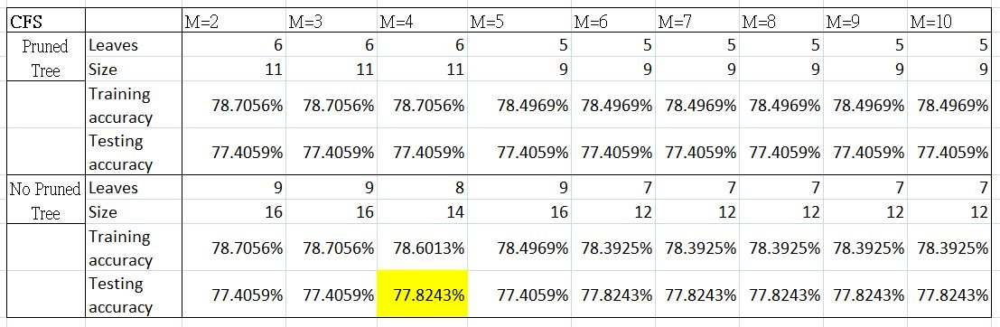 CFS M=2 M=3 M=4 M=5 M=6 M=7 M=8 M=9 M=10
Pruned Leaves 6 6 6 5 5 5 5 5 5
Tree Size 11 11 11 9 9 9 9 9 9
Training
accuracy 78.7056% 78.7056% 78.7056% 78.4969% 78.4969% 78.4969% 78.4969% 78.4969% 78.4969%
Testing
accuracy 77.4059% 77.4059% 77.4059% 77.4059% 77.4059% 77.4059% 77.4059% 77.4059% 77.4059%
No Pruned Leaves 9 9 8 9 7 7 7 7 7
Tree Size 16 16 14 16 12 12 12 12 12
Training
accuracy 78.7056% 78.7056% 78.6013% 78.4969% 78.3925% 78.3925% 78.3925% 78.3925% 78.3925%
Testing
accuracy 77.4059% 77.4059% 77.8243% 77.4059% 77.8243% 77.8243% 77.8243% 77.8243% 77.8243%